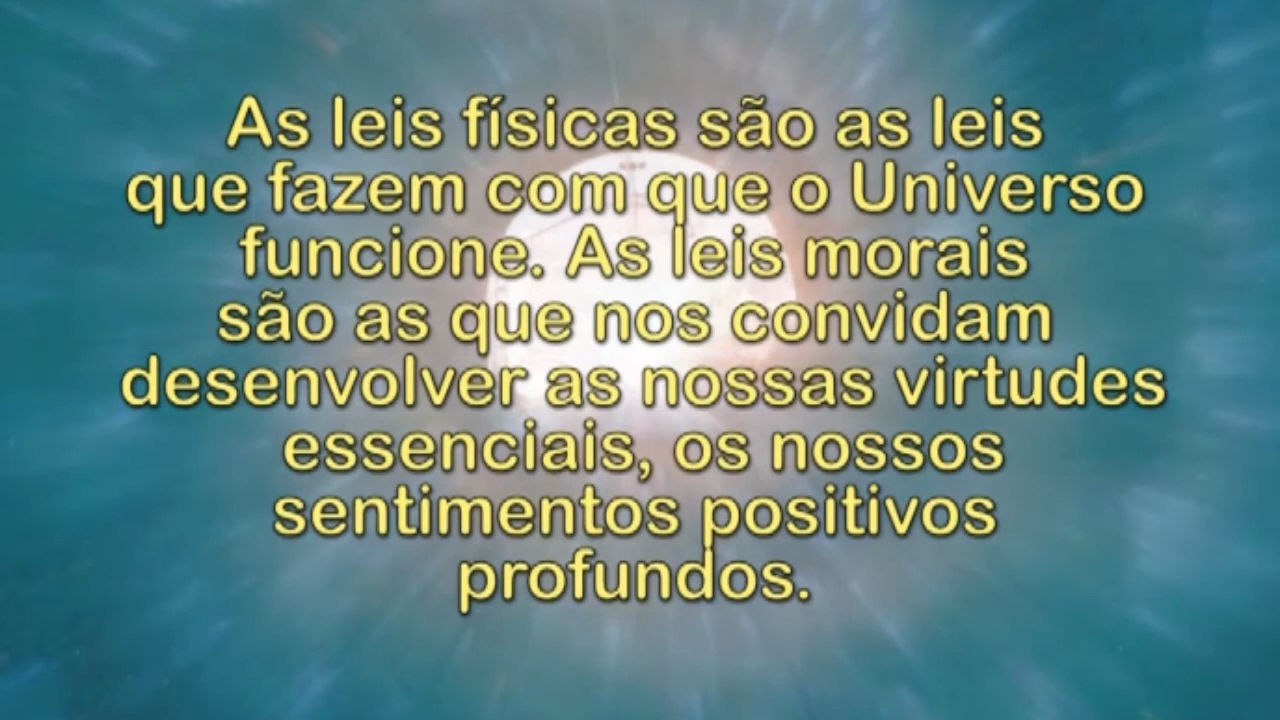 As leis físicas são as leis
que fazem com que o Universo
funcione. As leis morais
são as que nos convidam
desenvolver as nossas virtudes
essenciais, os nossos
sentimentos positivos
profundos.